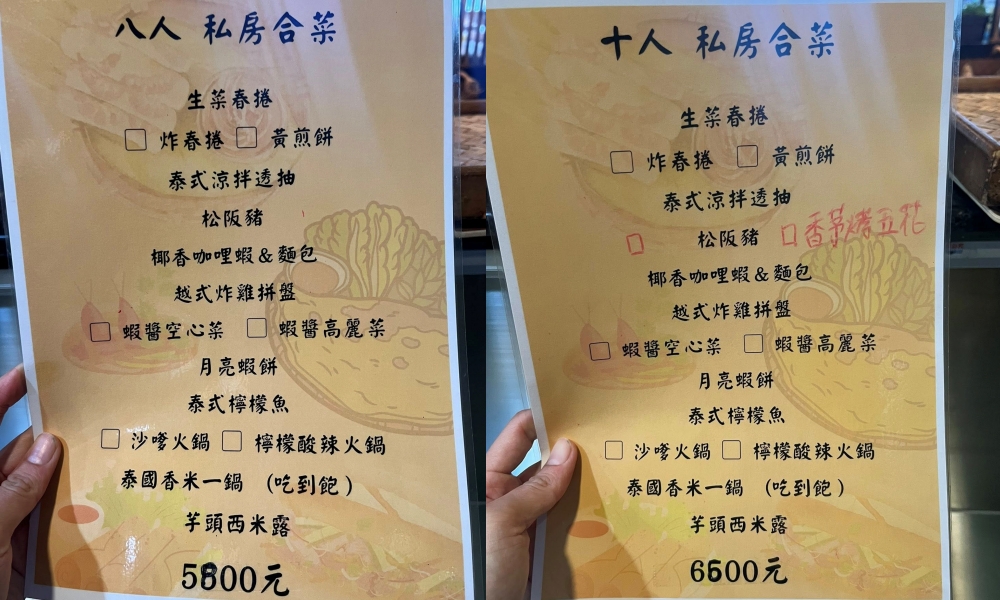 八人 私房合菜
生菜春捲
□ 炸春捲 □ 黃煎餅
泰式涼拌透抽
松阪豬
椰香咖哩蝦&麵包
越式炸雞拼盤
□ 蝦醬空心菜 □ 蝦醬高麗菜
月亮蝦餅
泰式檸檬魚
□ 沙嗲火鍋 □ 檸檬酸辣火鍋
泰國香米一鍋 (吃到飽)
芋頭西米露
5800元
十人 私房合菜
生菜春捲
□ 炸春捲 □ 黃煎餅
泰式涼拌透抽
□ 松阪豬 □ 香茅烤五花
椰香咖哩蝦&麵包
越式炸雞拼盤
□ 蝦醬空心菜 □ 蝦醬高麗菜
月亮蝦餅
泰式檸檬魚
□ 沙嗲火鍋 □ 檸檬酸辣火鍋
泰國香米一鍋 (吃到飽)
芋頭西米露
6600元